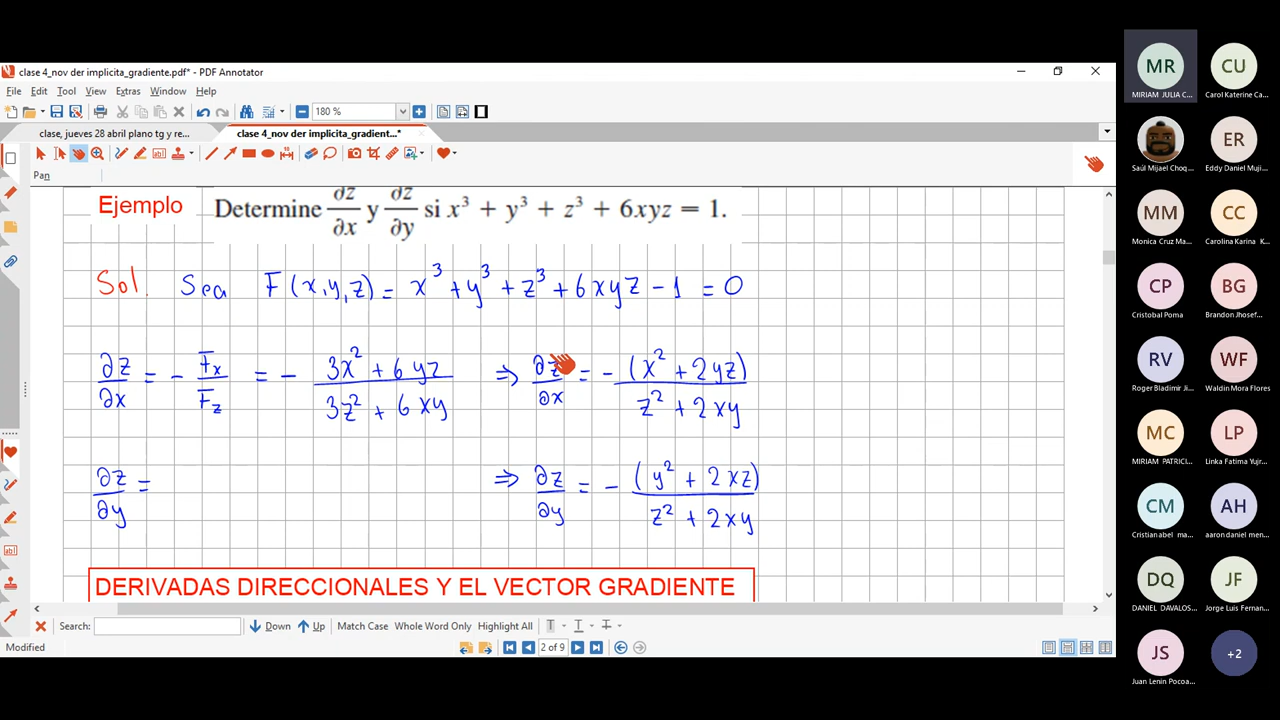 clase 4_nov der implicita_gradiente.pdf* - PDF Annotator
File Edit Tool View Extras Window Help
180 %
clase, jueves 28 abril plano tg y re...
clase 4_nov der implicita_gradient...*
Pan
Ejemplo Determine ∂z/∂x y ∂z/∂y si x³ + y³ + z³ + 6xyz = 1.
Sol. Sea F(x,y,z) = x³ + y³ + z³ + 6xyz - 1 = 0
∂z/∂x = - Fx/Fz = - (3x² + 6yz)/(3z² + 6xy) ⇒ ∂z/∂x = - (x² + 2yz)/(z² + 2xy)
∂z/∂y = ⇒ ∂z/∂y = - (y² + 2xz)/(z² + 2xy)
DERIVADAS DIRECCIONALES Y EL VECTOR GRADIENTE
Search: Down Up Match Case Whole Word Only Highlight All
Modified
2 of 9
MR CU
MIRIAM JULIA C... Carol Katerine Ca...
ER
Saúl Mijael Choq... Eddy Daniel Muji...
MM CC
Monica Cruz Ma... Carolina Karina K...
CP BG
Cristobal Poma Brandon Jhosef...
RV WF
Roger Bladimir Ji... Waldin Mora Flores
MC LP
MIRIAM PATRICI... Linka Fatima Yujr...
CM AH
Cristian abel ma... aaron daniel men...
DQ JF
DANIEL DAVALOS... Jorge Luis Fernan...
JS +2
Juan Lenin Pocoa...